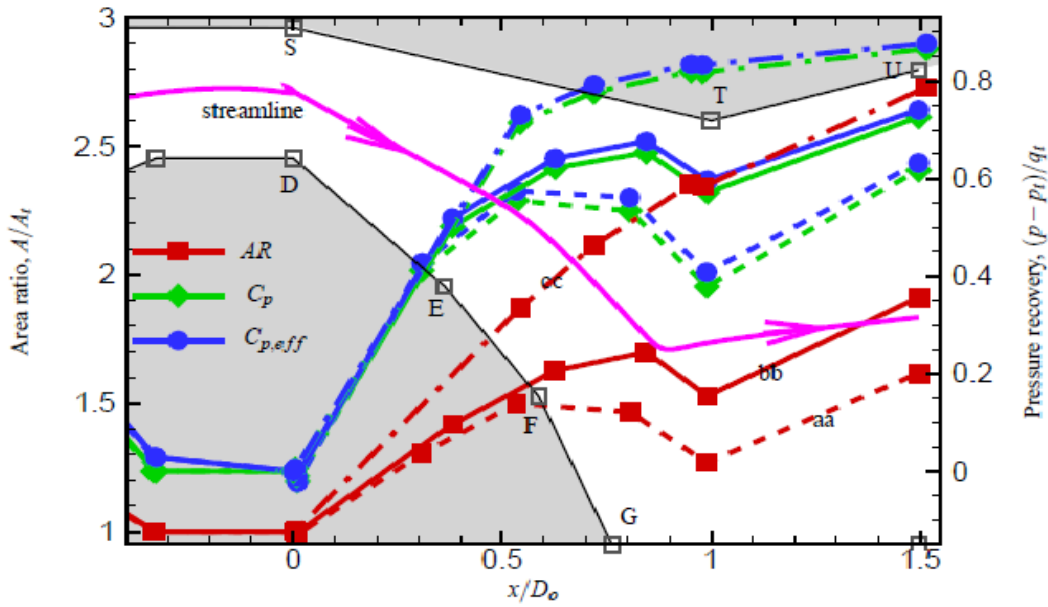 3
S
T
U
0.8
streamline
2.5
D
0.6
AR
cc
2
E
0.4
C_p
C_{p,eff}
bb
0.2
1.5
F
aa
0
G
1
0
0.5
1
1.5
x/D_o
Area ratio, A/A_t
Pressure recovery, (p − p_t)/q_t